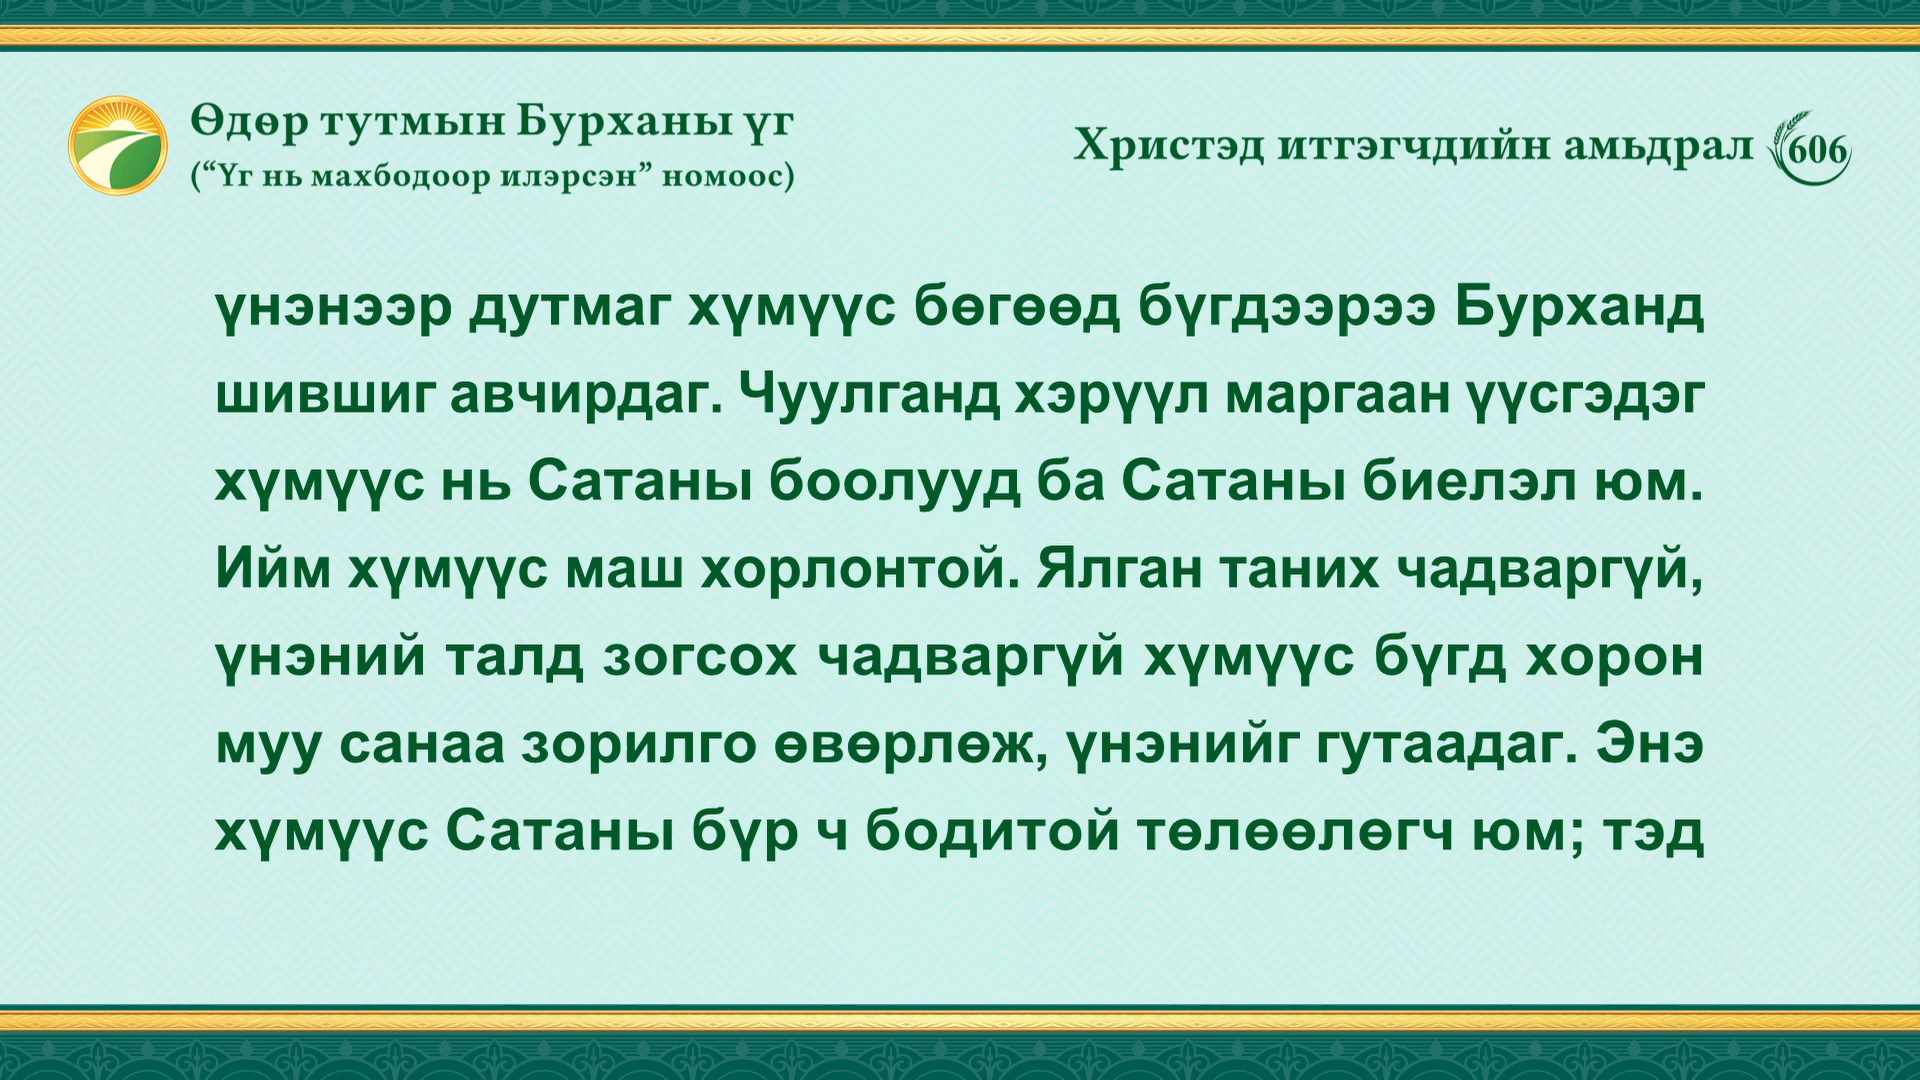 Өдөр тутмын Бурханы үг
(“Үг нь махбодоор илэрсэн” номоос)
Христэд итгэгчдийн амьдрал 606
үнэнээр дутмаг хүмүүс бөгөөд бүгдээрээ Бурханд
шившиг авчирдаг. Чуулганд хэрүүл маргаан үүсгэдэг
хүмүүс нь Сатаны боолууд ба Сатаны биелэл юм.
Ийм хүмүүс маш хорлонтой. Ялган таних чадваргүй,
үнэний талд зогсох чадваргүй хүмүүс бүгд хорон
муу санаа зорилго өвөрлөж, үнэнийг гутаадаг. Энэ
хүмүүс Сатаны бүр ч бодитой төлөөлөгч юм; тэд